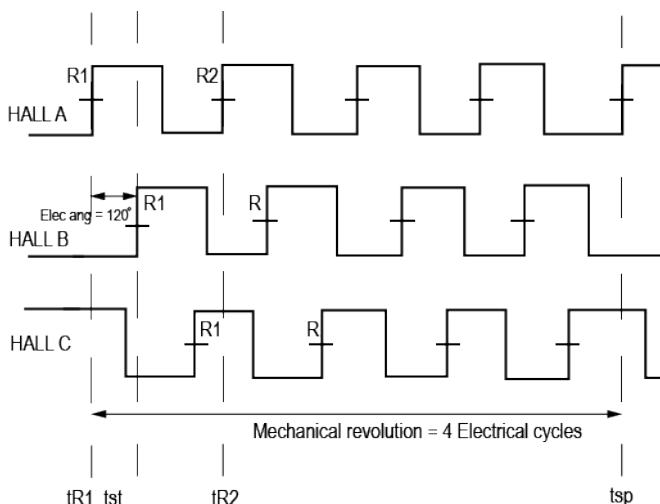 R1 R2
HALL A
R1 R
Elec ang = 120°
HALL B
R1 R
HALL C
Mechanical revolution = 4 Electrical cycles
tR1 tst tR2 tsp